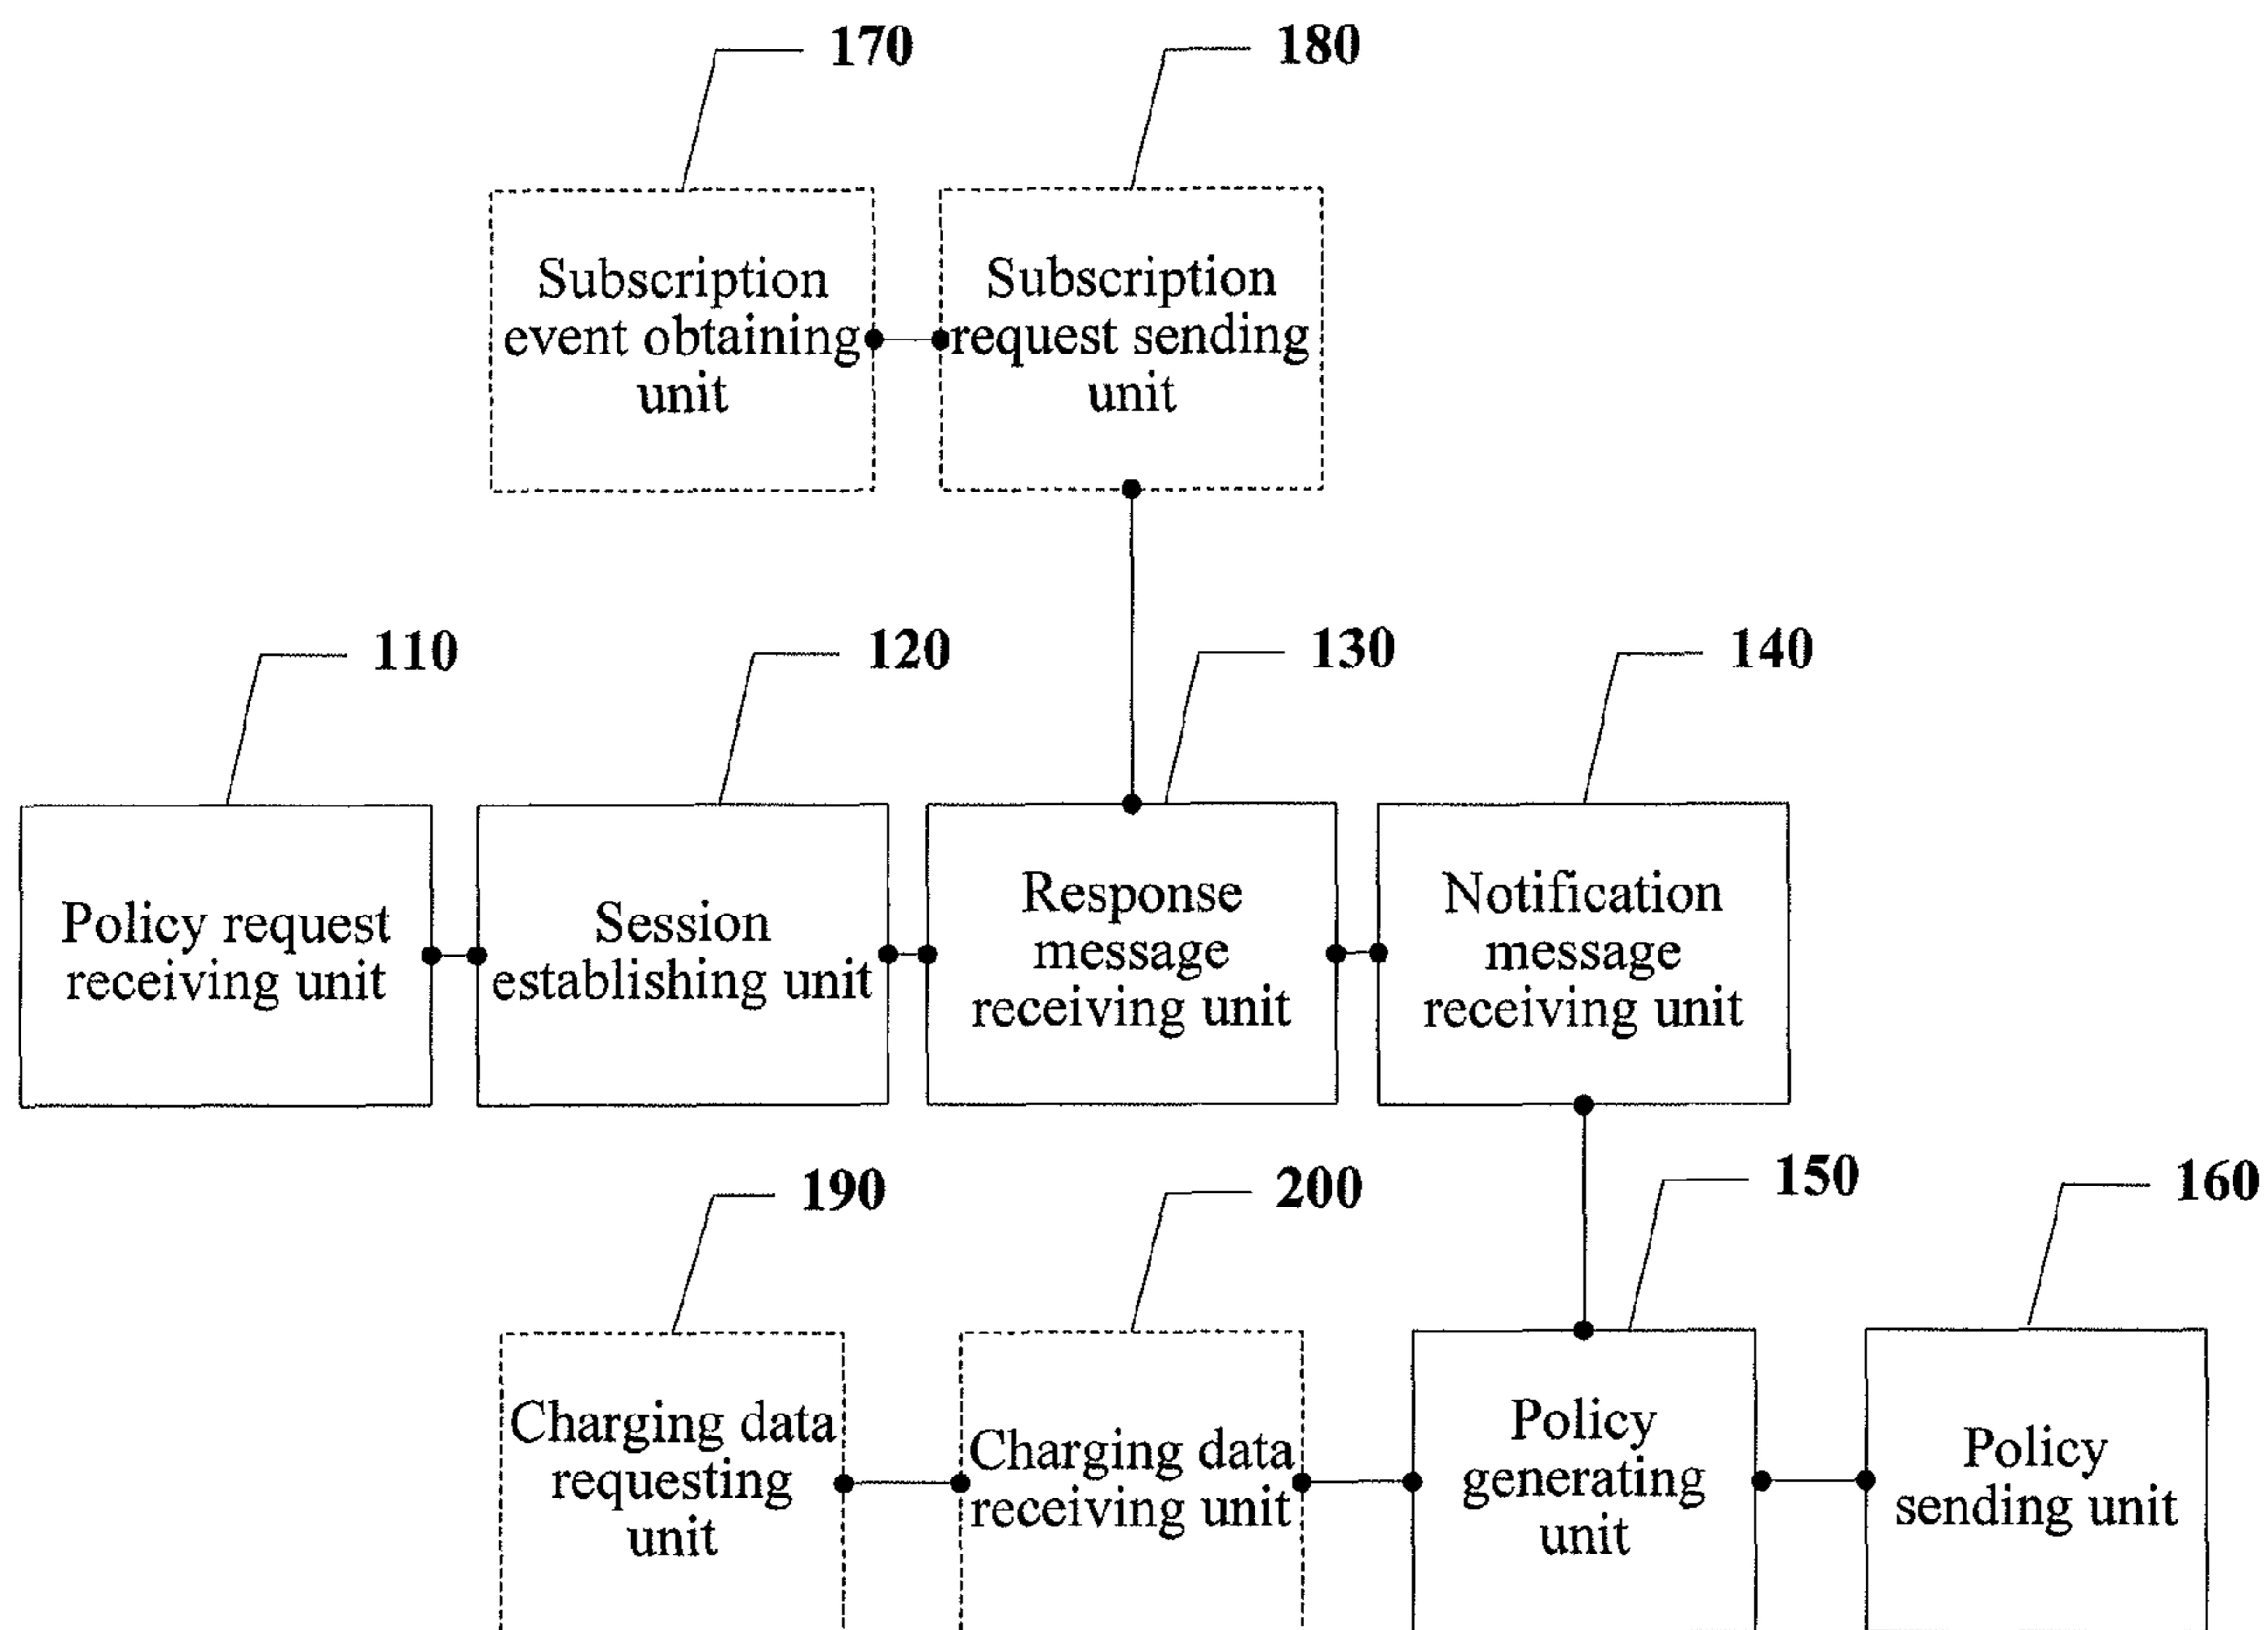 170
180
Subscription
event obtaining
unit
Subscription
request sending
unit
110
120
130
140
Policy request
receiving unit
Session
establishing unit
Response
message
receiving unit
Notification
message
receiving unit
190
200
150
160
Charging data
requesting
unit
Charging data
receiving unit
Policy
generating
unit
Policy
sending unit